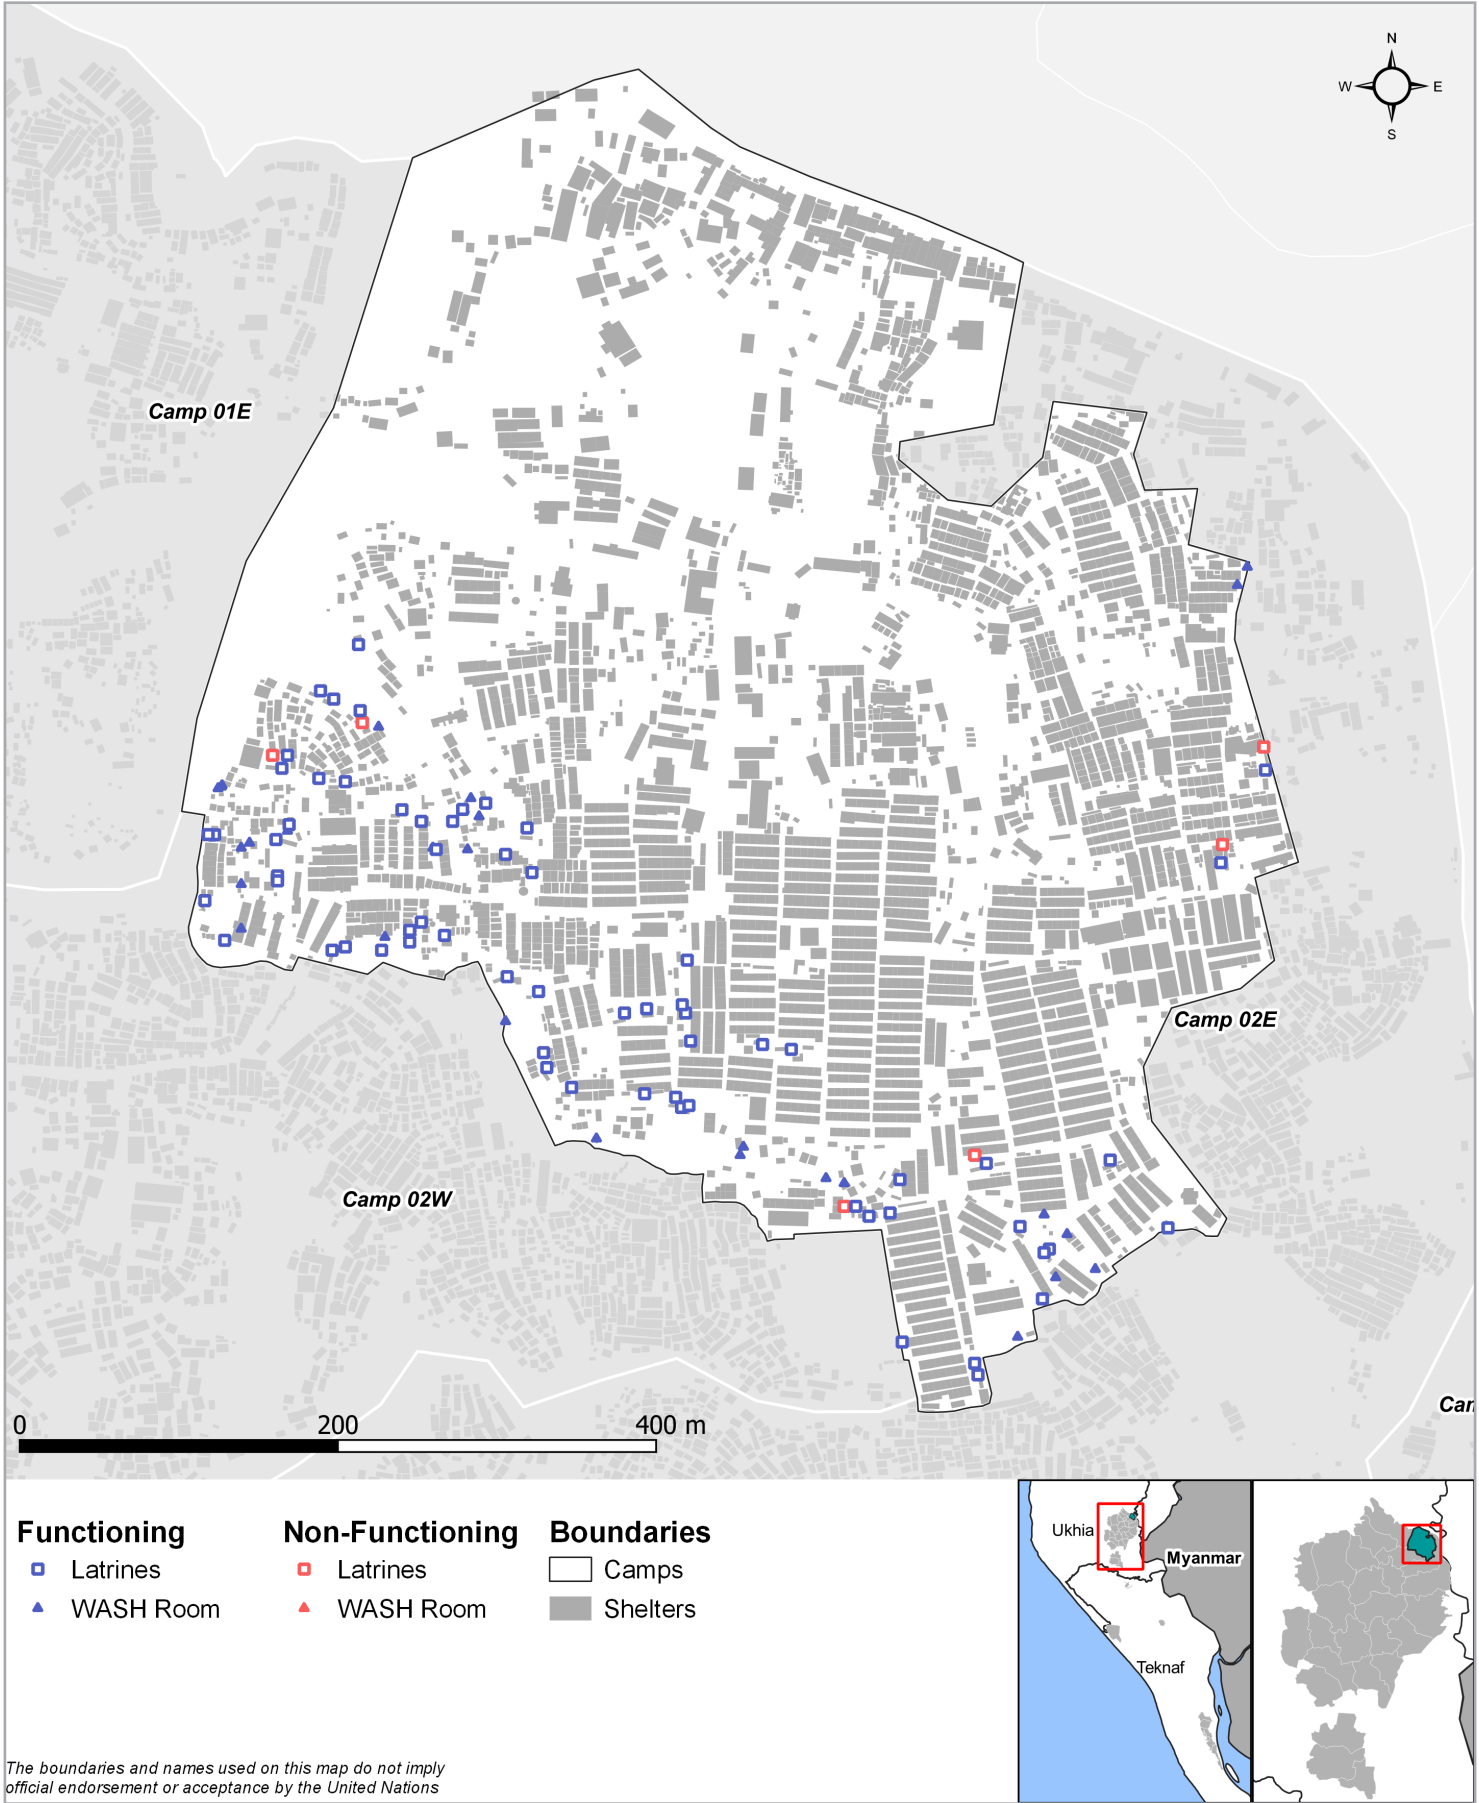 N
W E
S
Camp 01E
Camp 02E
Camp 02W
Can
0 200 400 m
Functioning
Latrines
WASH Room
Non-Functioning
Latrines
WASH Room
Boundaries
Camps
Shelters
Ukhia
Myanmar
Teknaf
The boundaries and names used on this map do not imply
official endorsement or acceptance by the United Nations